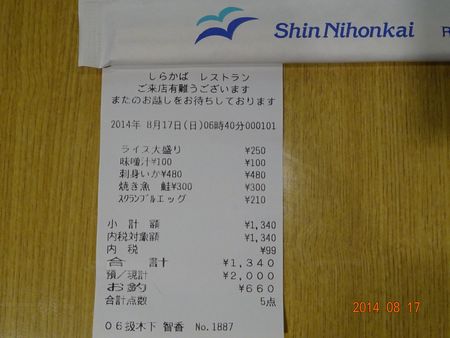 Shin Nihonkai
しらかば レストラン
ご来店有難うございます
またのお越しをお待ちしております
2014年 8月17日(日)06時40分000101
ライス大盛り ¥250
味噌汁¥100 ¥100
刺身いか¥480 ¥480
焼き魚 鮭¥300 ¥300
ｽｸﾗﾝﾌﾞﾙエッグ ¥210
小計額 ¥1,340
内税対象額 ¥1,340
内 税 ¥99
合 計 ¥1,340
預/現計 ¥2,000
お釣 ¥660
合計点数 5点
06扱木下 智香 No.1887
2014 08 17